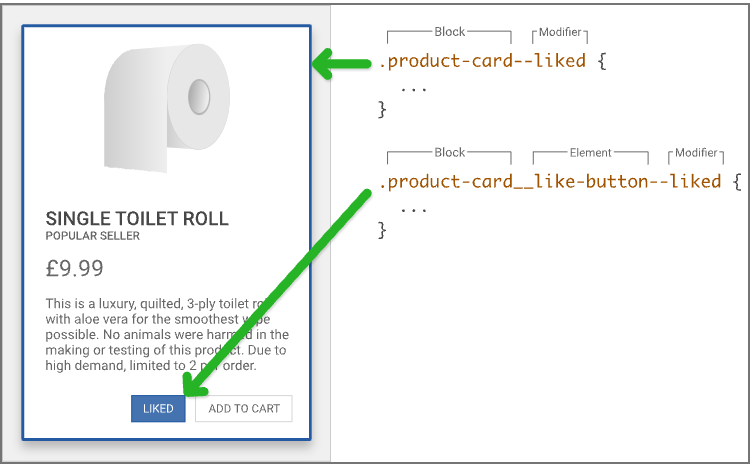 SINGLE TOILET ROLL
POPULAR SELLER
£9.99
This is a luxury, quilted, 3-ply toilet roll
with aloe vera for the smoothest wipe
possible. No animals were harmed in the
making or testing of this product. Due to
high demand, limited to 2 per order.
LIKED
ADD TO CART
Block Modifier
.product-card--liked {
...
}
Block Element Modifier
.product-card__like-button--liked {
...
}